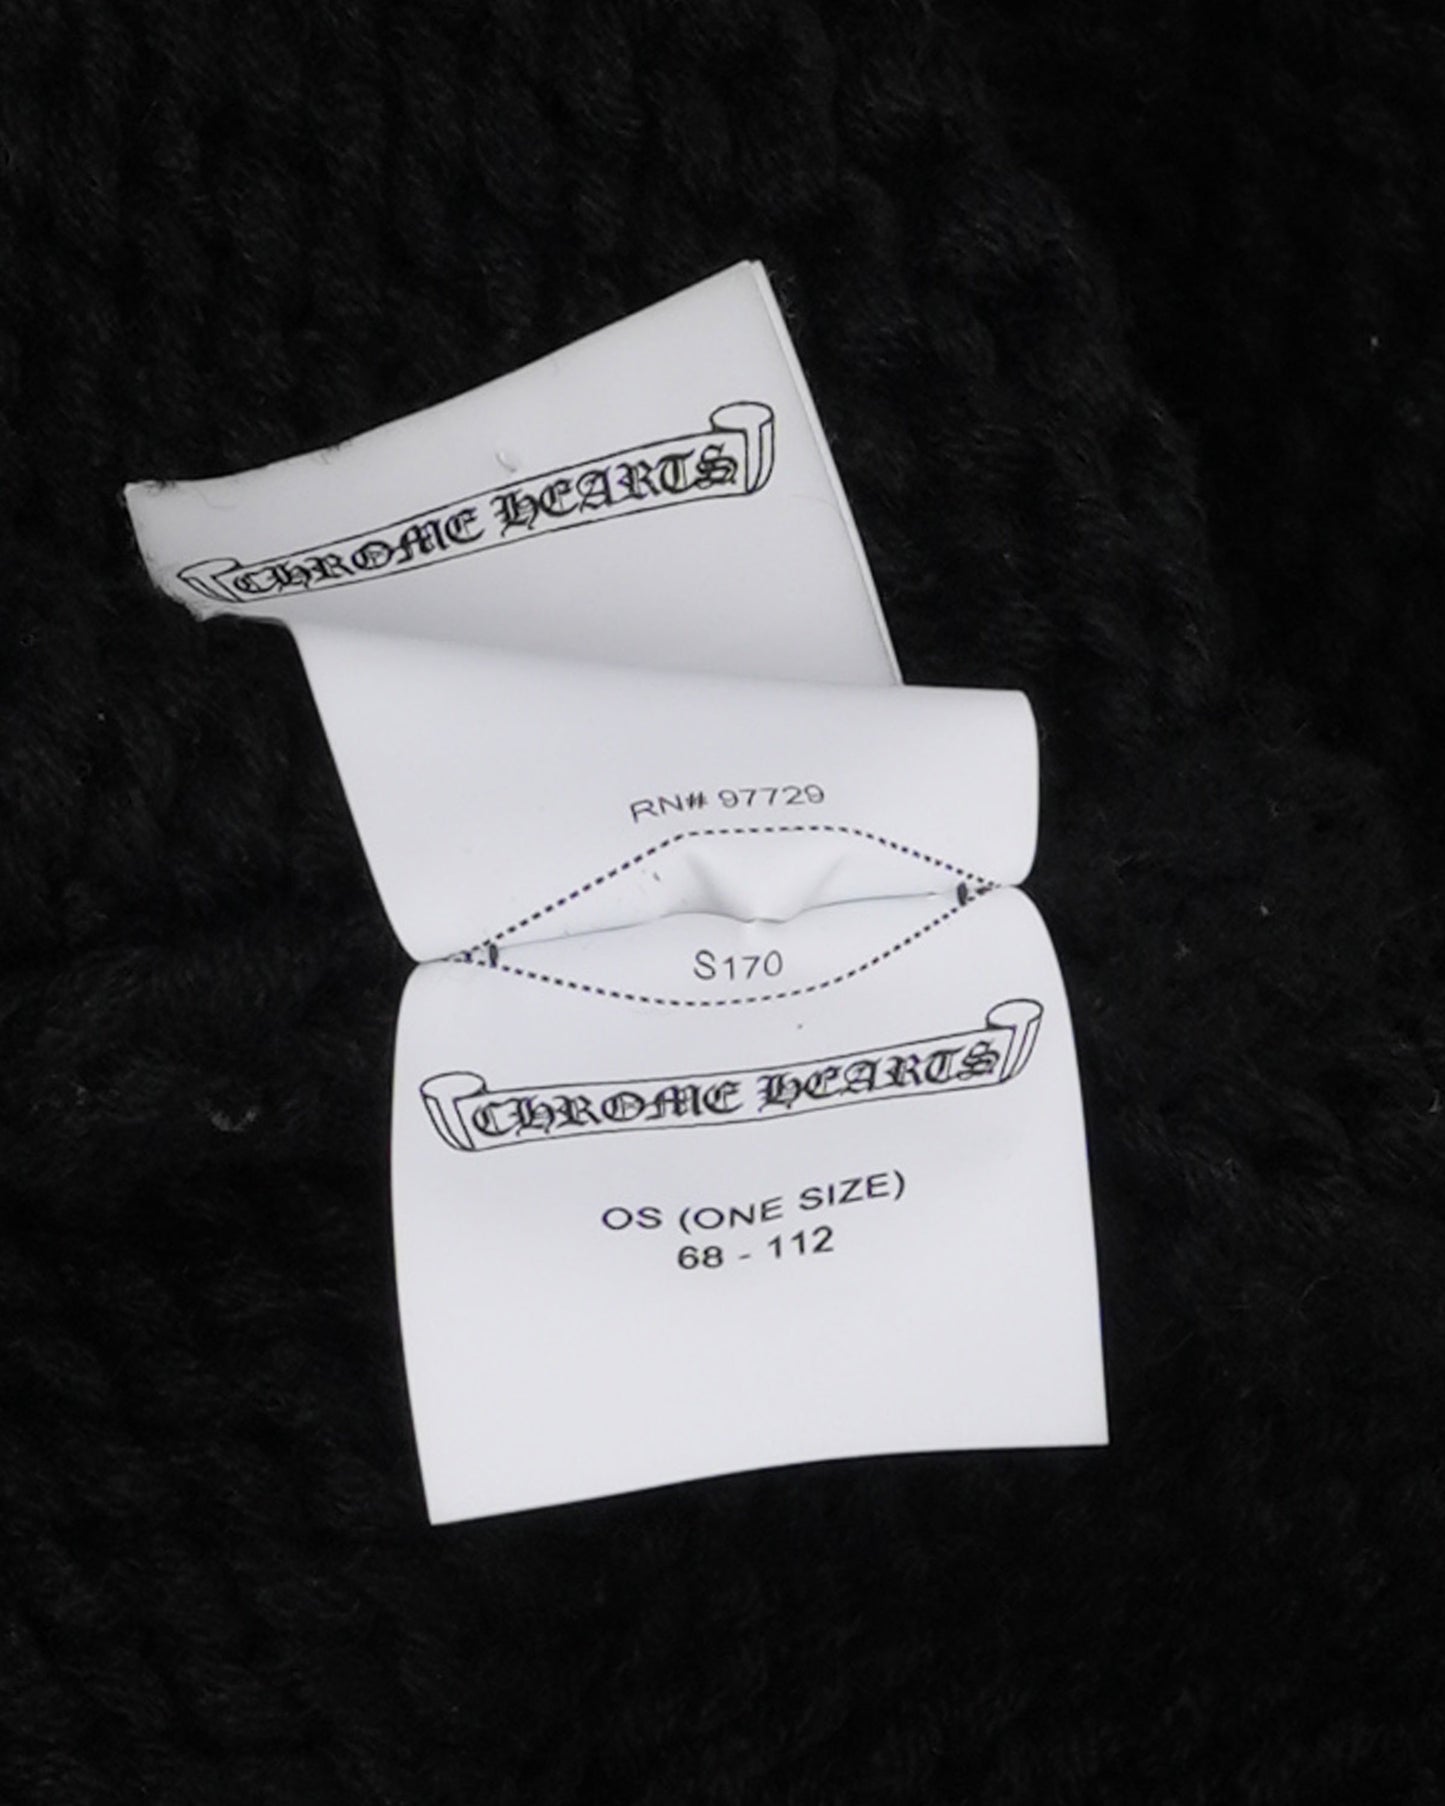 CHROME HEARTS
RN# 97729
S170
CHROME HEARTS
OS (ONE SIZE)
68 - 112